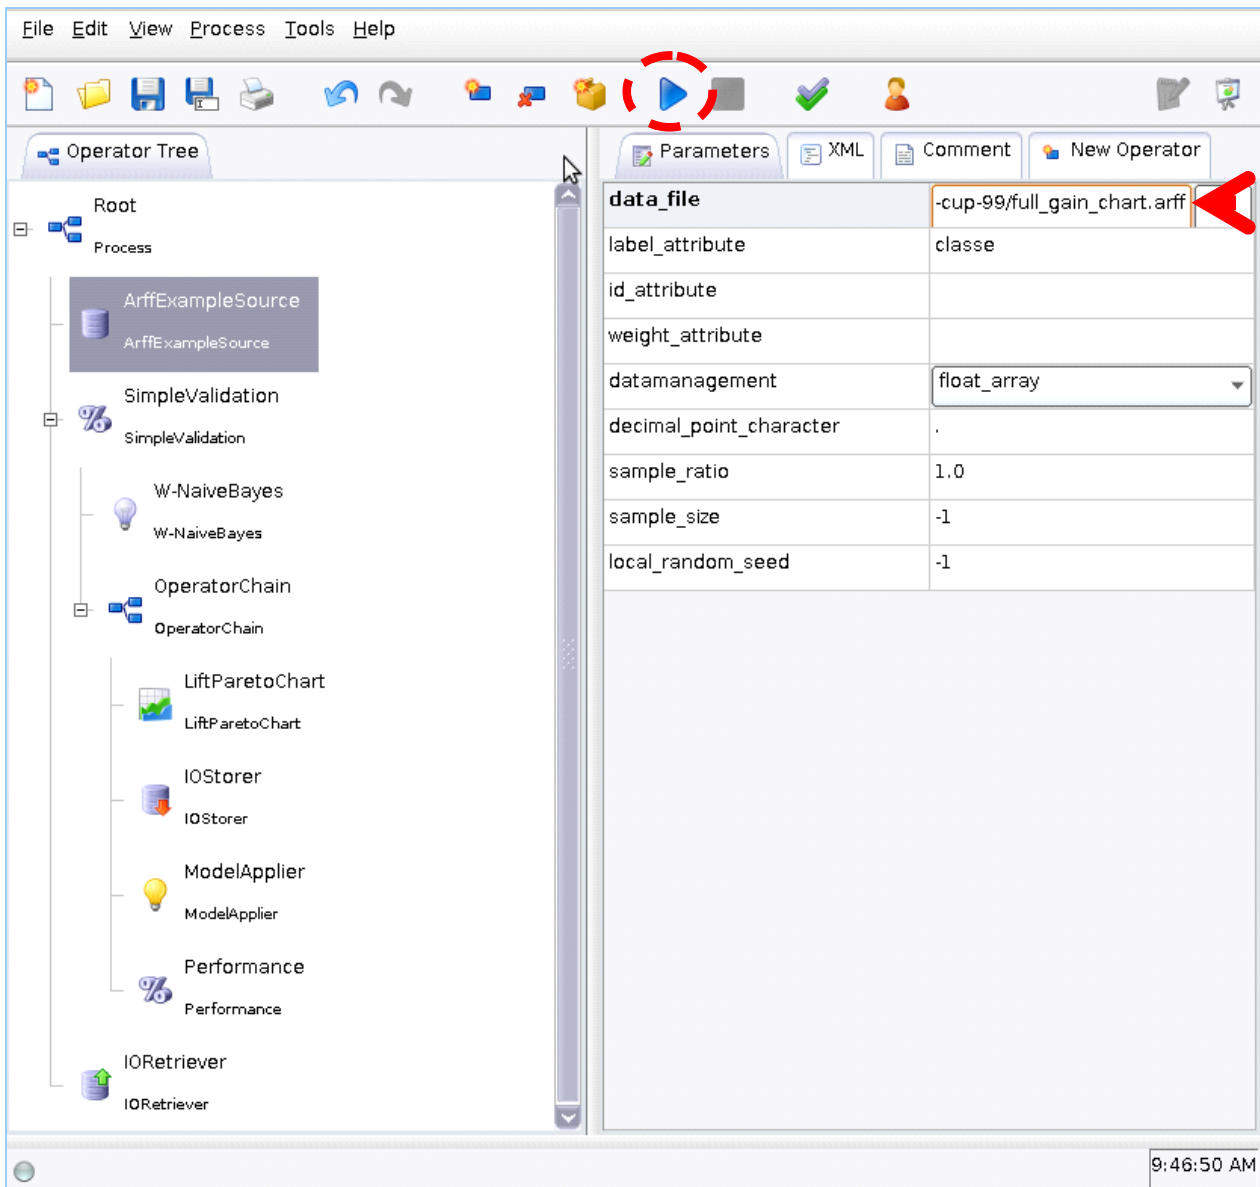 File Edit View Process Tools Help
Operator Tree
Parameters XML Comment New Operator
Root
Process
ArffExampleSource
ArffExampleSource
SimpleValidation
SimpleValidation
W-NaiveBayes
W-NaiveBayes
OperatorChain
OperatorChain
LiftParetoChart
LiftParetoChart
IOStorer
IOStorer
ModelApplier
ModelApplier
Performance
Performance
IORetriever
IORetriever
data_file -cup-99/full_gain_chart.arff
label_attribute classe
id_attribute
weight_attribute
datamanagement float_array
decimal_point_character .
sample_ratio 1.0
sample_size -1
local_random_seed -1
9:46:50 AM